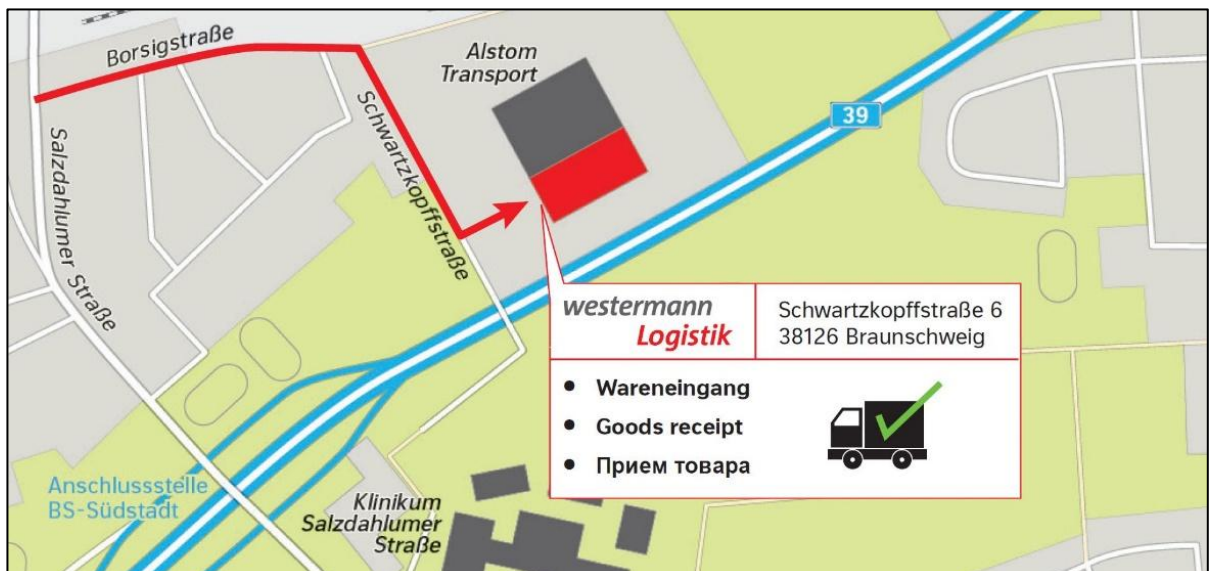 Borsigstraße
Alstom
Transport
39
Schwartzkopffstraße
Salzdahlumer Straße
westermann
Logistik
Schwartzkopffstraße 6
38126 Braunschweig
• Wareneingang
• Goods receipt
• Прием товара
Anschlussstelle
BS-Südstadt
Klinikum
Salzdahlumer
Straße